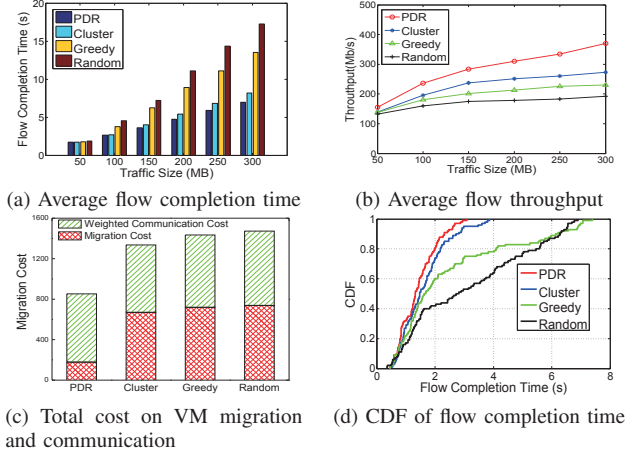 20
15
10
5
0
Flow Completion Time (s)
PDR
Cluster
Greedy
Random
50 100 150 200 250 300
Traffic Size (MB)
(a) Average flow completion time
400
300
200
100
0
Throuthput(Mb/s)
PDR
Cluster
Greedy
Random
50 100 150 200 250 300
Traffic Size (MB)
(b) Average flow throughput
1600
1200
800
400
0
Migration Cost
Weighted Communication Cost
Migration Cost
PDR Cluster Greedy Random
(c) Total cost on VM migration
and communication
1
0.8
0.6
0.4
0.2
0
CDF
PDR
Cluster
Greedy
Random
0 2 4 6 8
Flow Completion Time (s)
(d) CDF of flow completion time